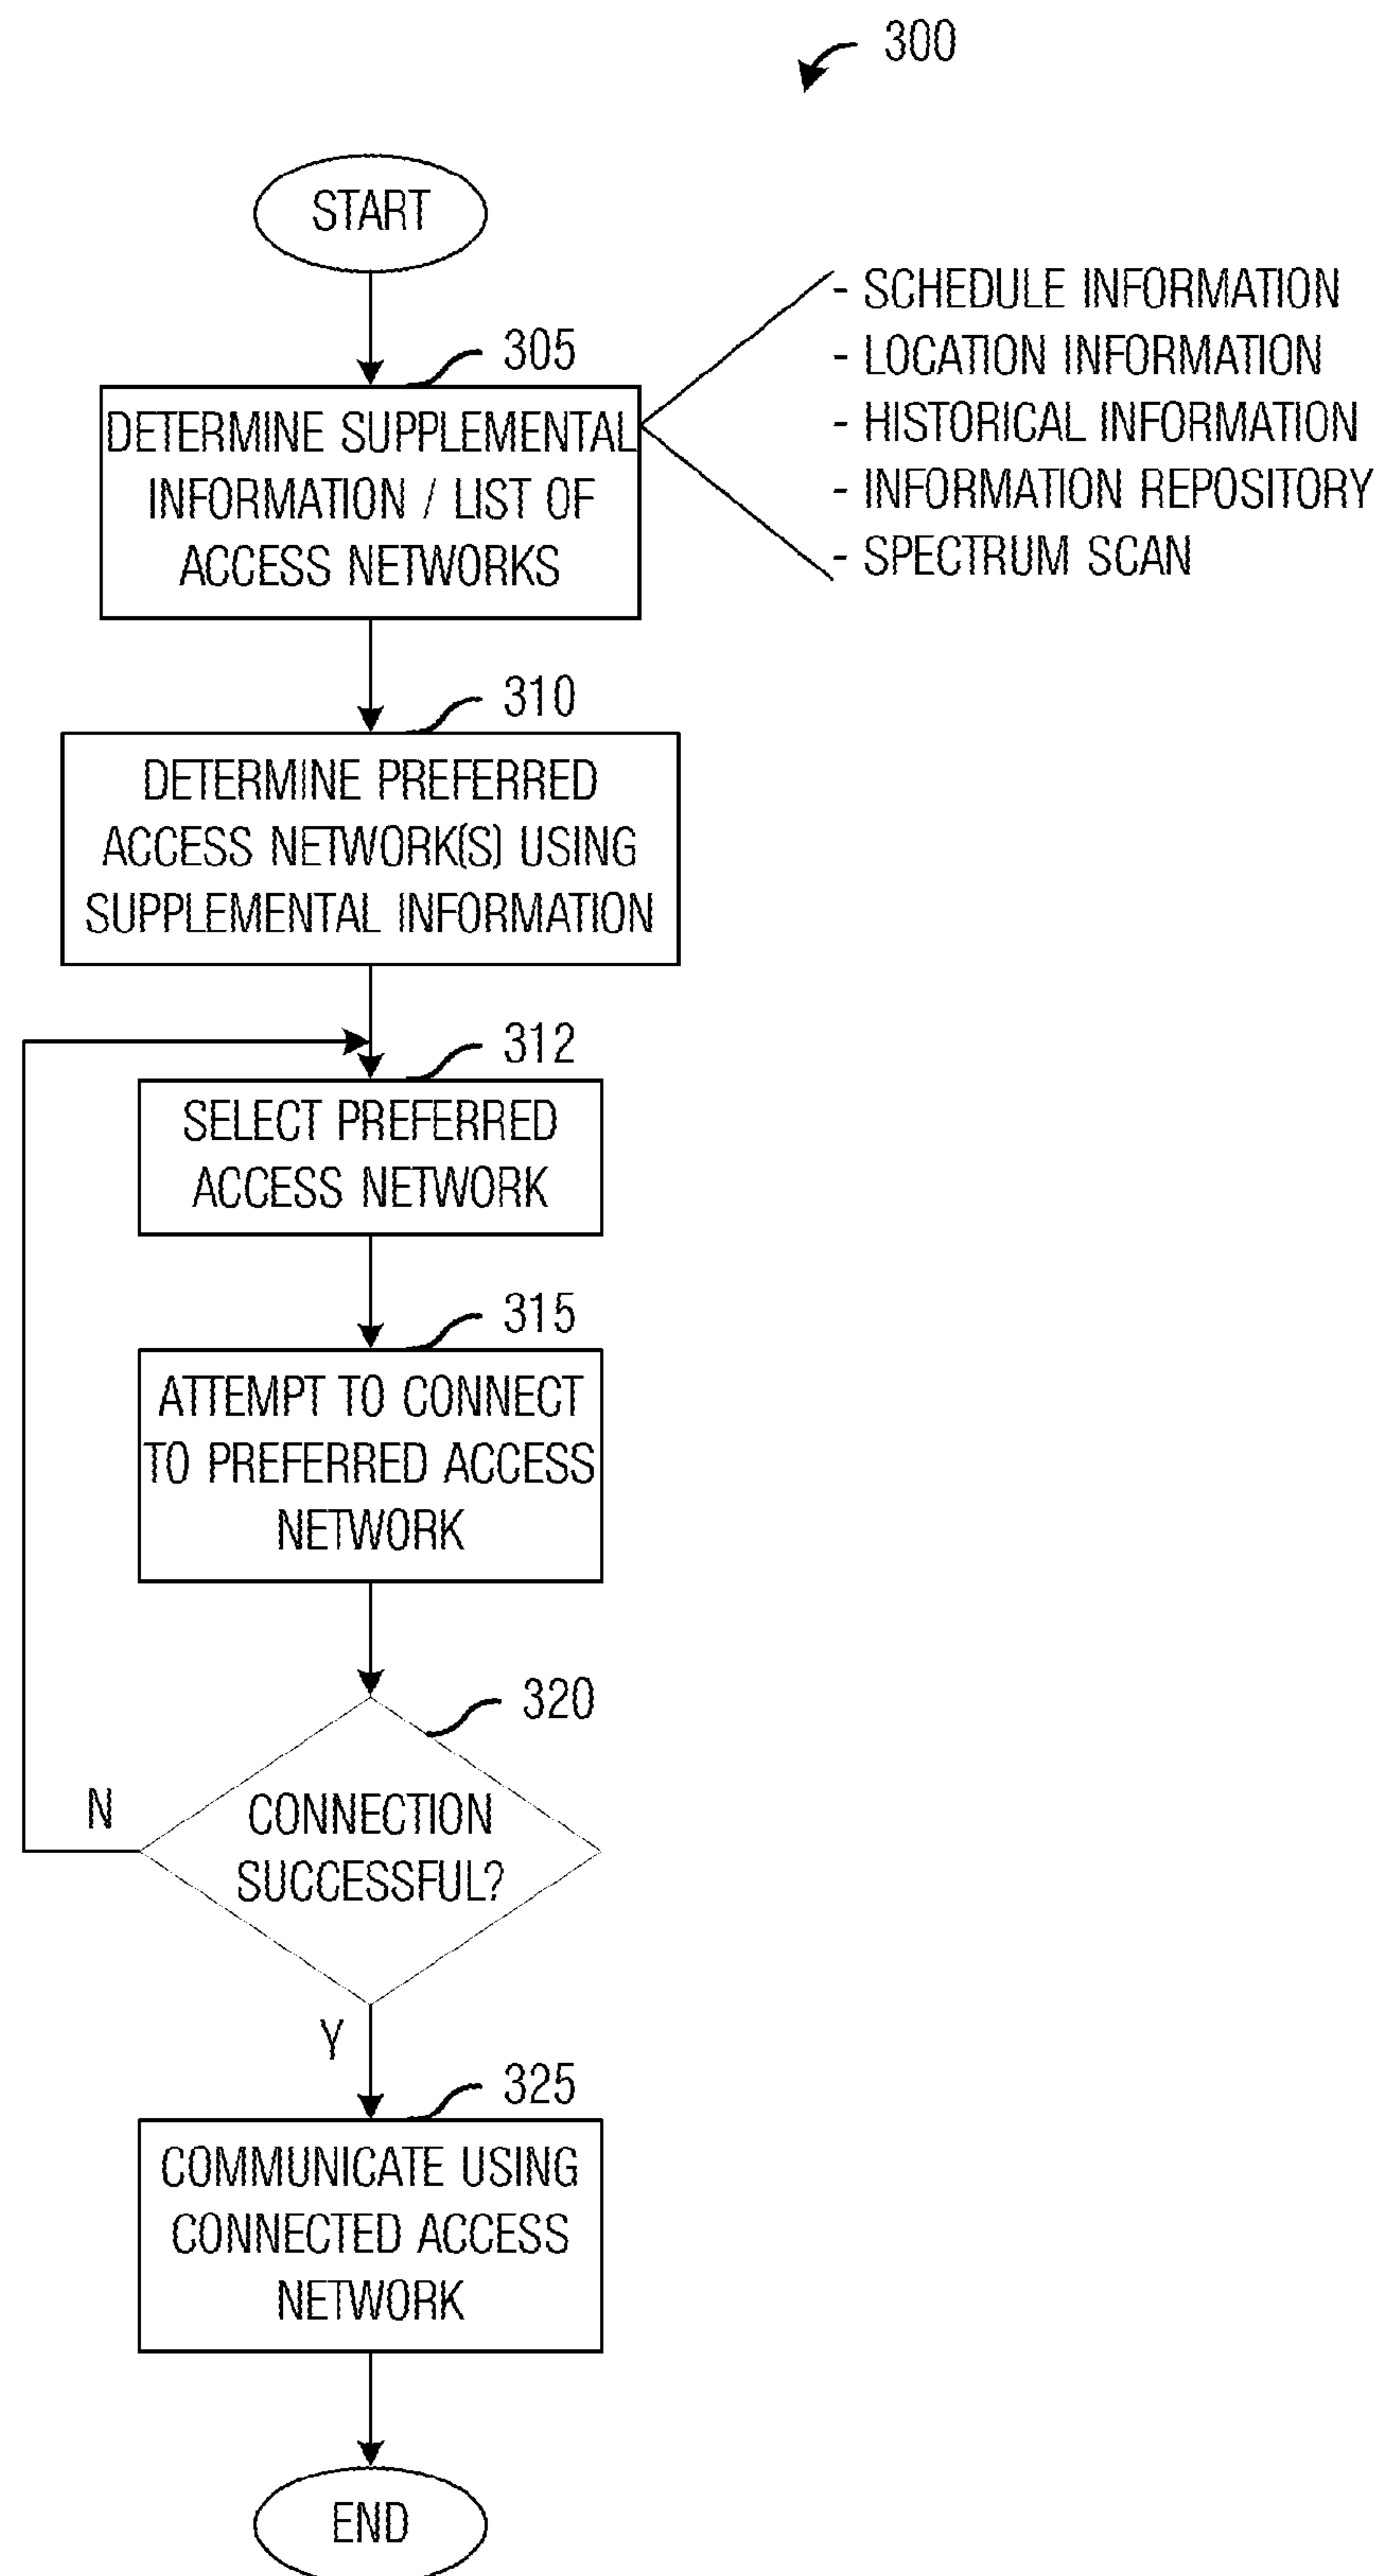 300
START
305
DETERMINE SUPPLEMENTAL
INFORMATION / LIST OF
ACCESS NETWORKS
- SCHEDULE INFORMATION
- LOCATION INFORMATION
- HISTORICAL INFORMATION
- INFORMATION REPOSITORY
- SPECTRUM SCAN
310
DETERMINE PREFERRED
ACCESS NETWORK(S) USING
SUPPLEMENTAL INFORMATION
312
SELECT PREFERRED
ACCESS NETWORK
315
ATTEMPT TO CONNECT
TO PREFERRED ACCESS
NETWORK
320
CONNECTION
SUCCESSFUL?
N
Y
325
COMMUNICATE USING
CONNECTED ACCESS
NETWORK
END